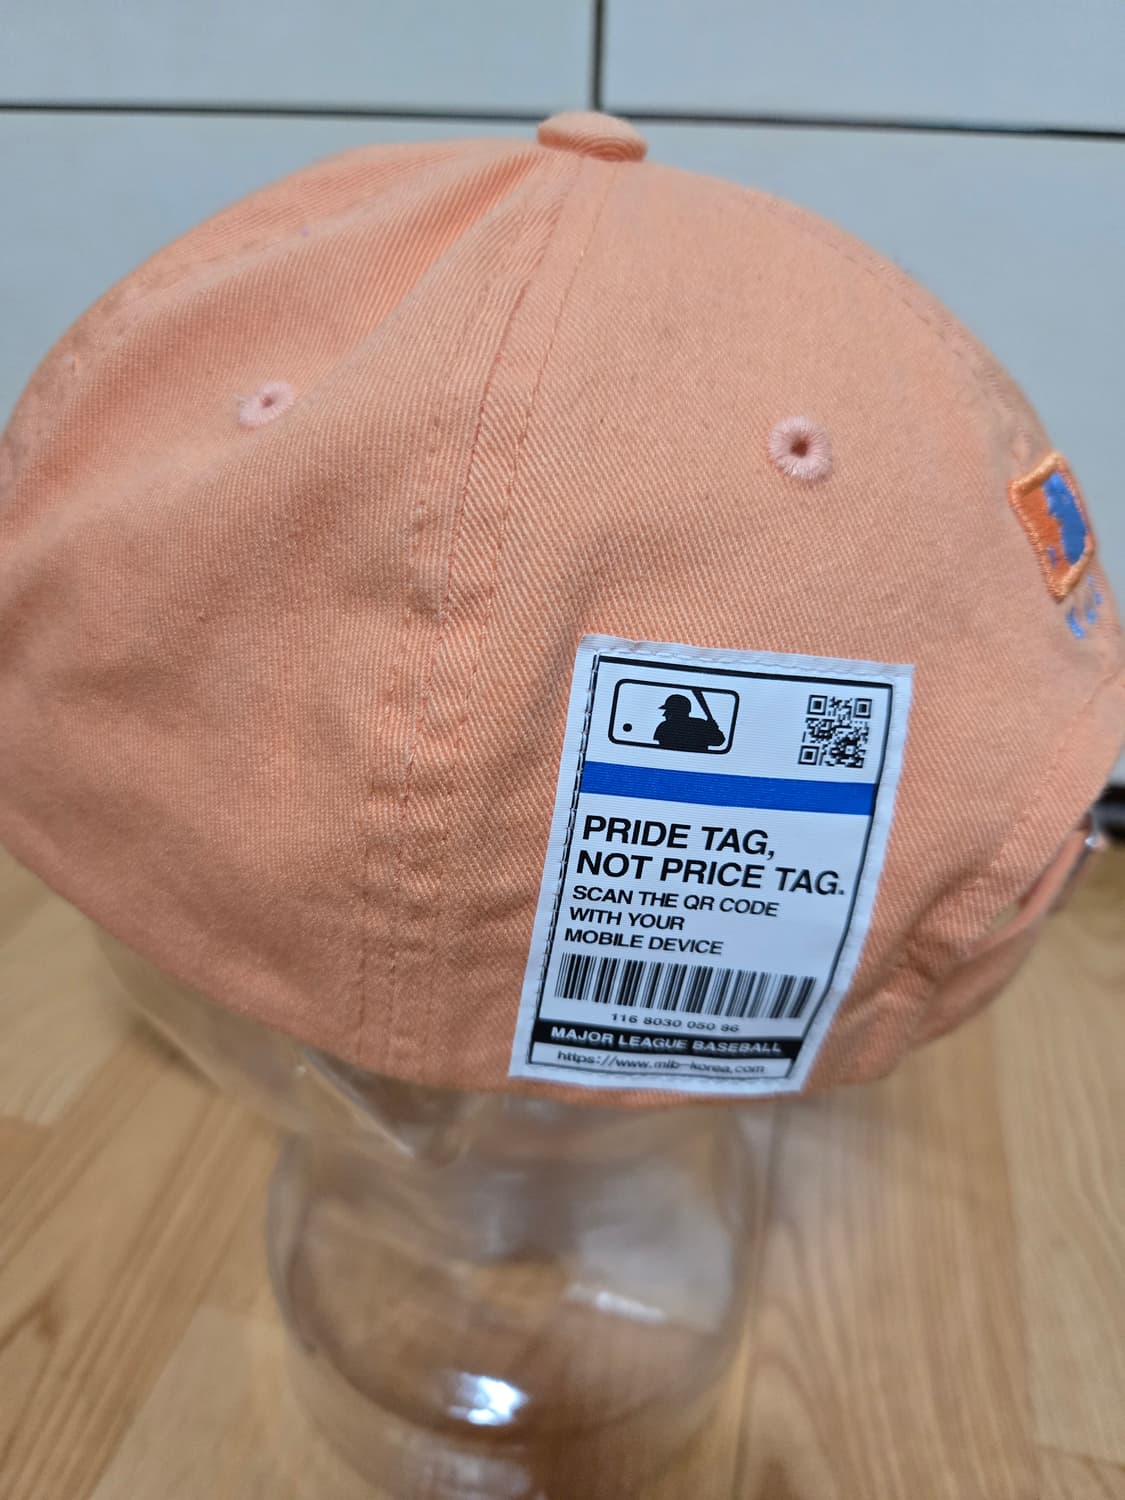 PRIDE TAG,
NOT PRICE TAG.
SCAN THE QR CODE
WITH YOUR
MOBILE DEVICE
116 8030 050 86
MAJOR LEAGUE BASEBALL
https://www.mlb-korea.com